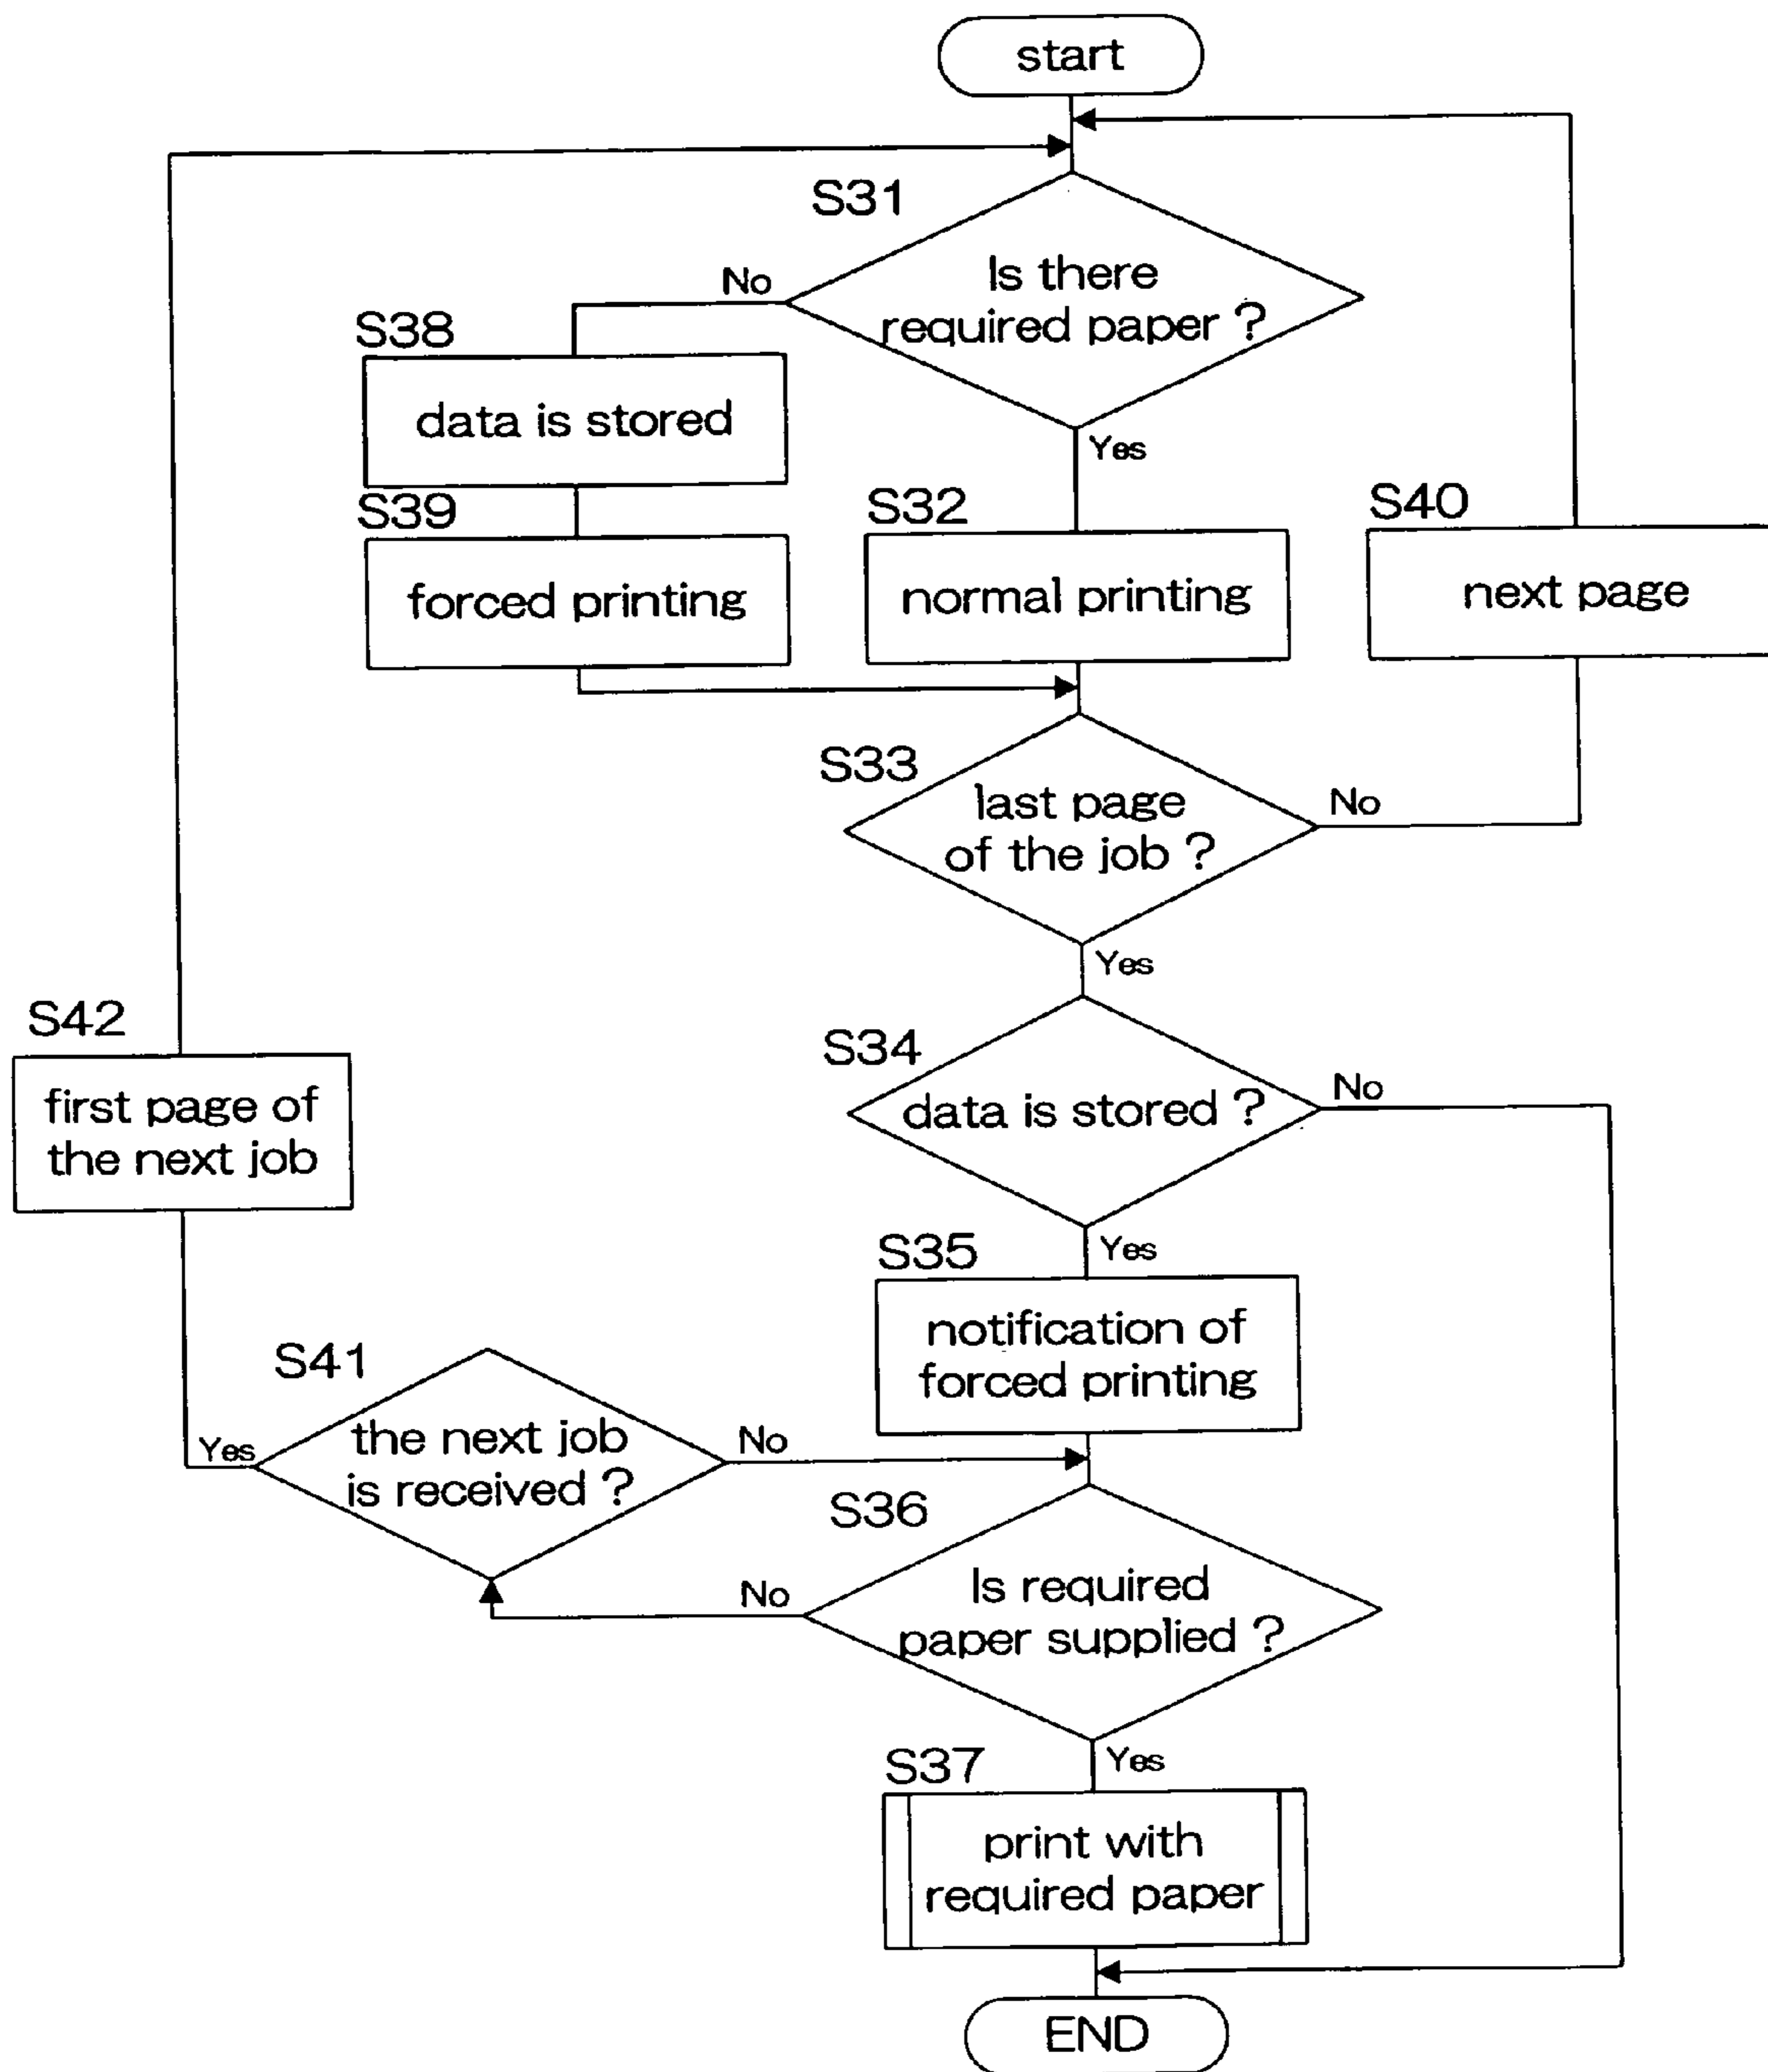 start
S31
Is there
required paper ?
No
Yes
S38
data is stored
S39
forced printing
S32
normal printing
S40
next page
S33
last page
of the job ?
No
Yes
S34
data is stored ?
No
Yes
S42
first page of
the next job
S35
notification of
forced printing
S41
the next job
is received ?
Yes
No
S36
Is required
paper supplied ?
No
Yes
S37
print with
required paper
END